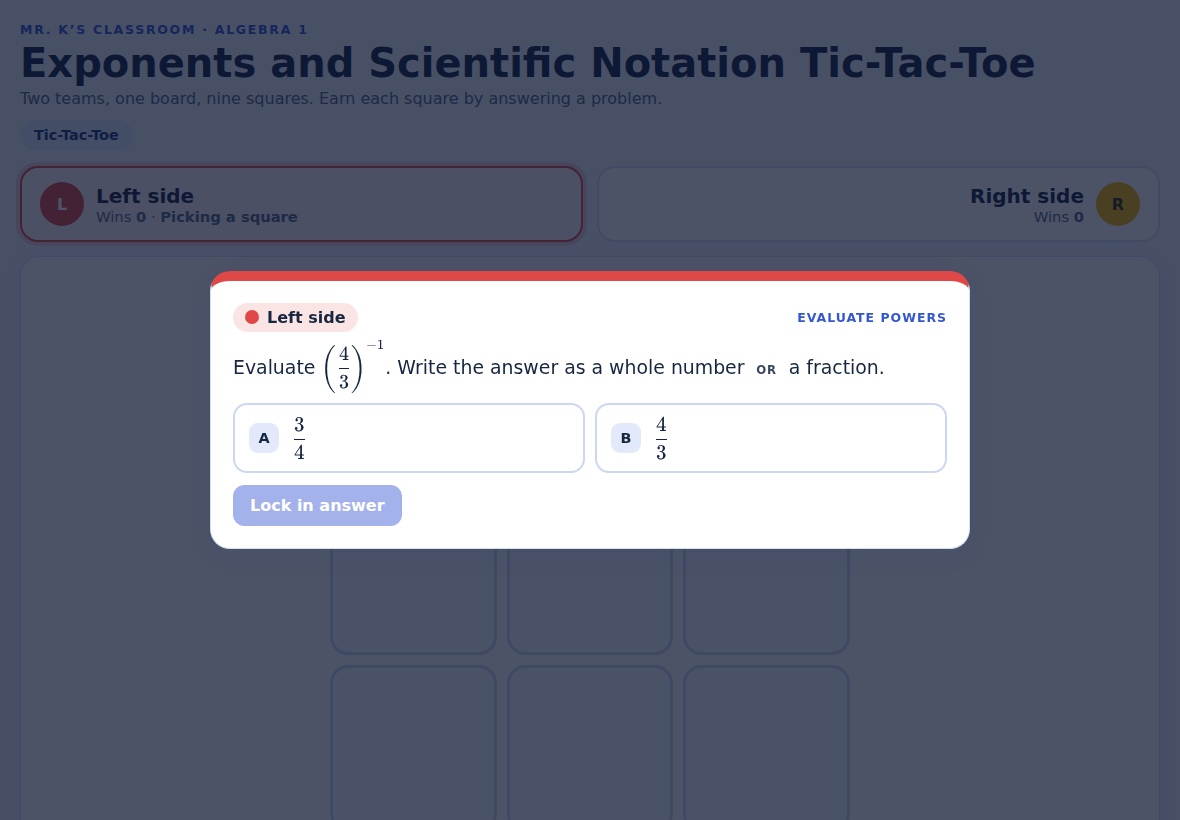 MR. K'S CLASSROOM · ALGEBRA 1
Exponents and Scientific Notation Tic-Tac-Toe
Two teams, one board, nine squares. Earn each square by answering a problem.
Tic-Tac-Toe
L
Left side
Wins 0 · Picking a square
Right side
Wins 0
R
Left side
EVALUATE POWERS
Evaluate (4/3)^−1. Write the answer as a whole number OR a fraction.
A 3/4
B 4/3
Lock in answer